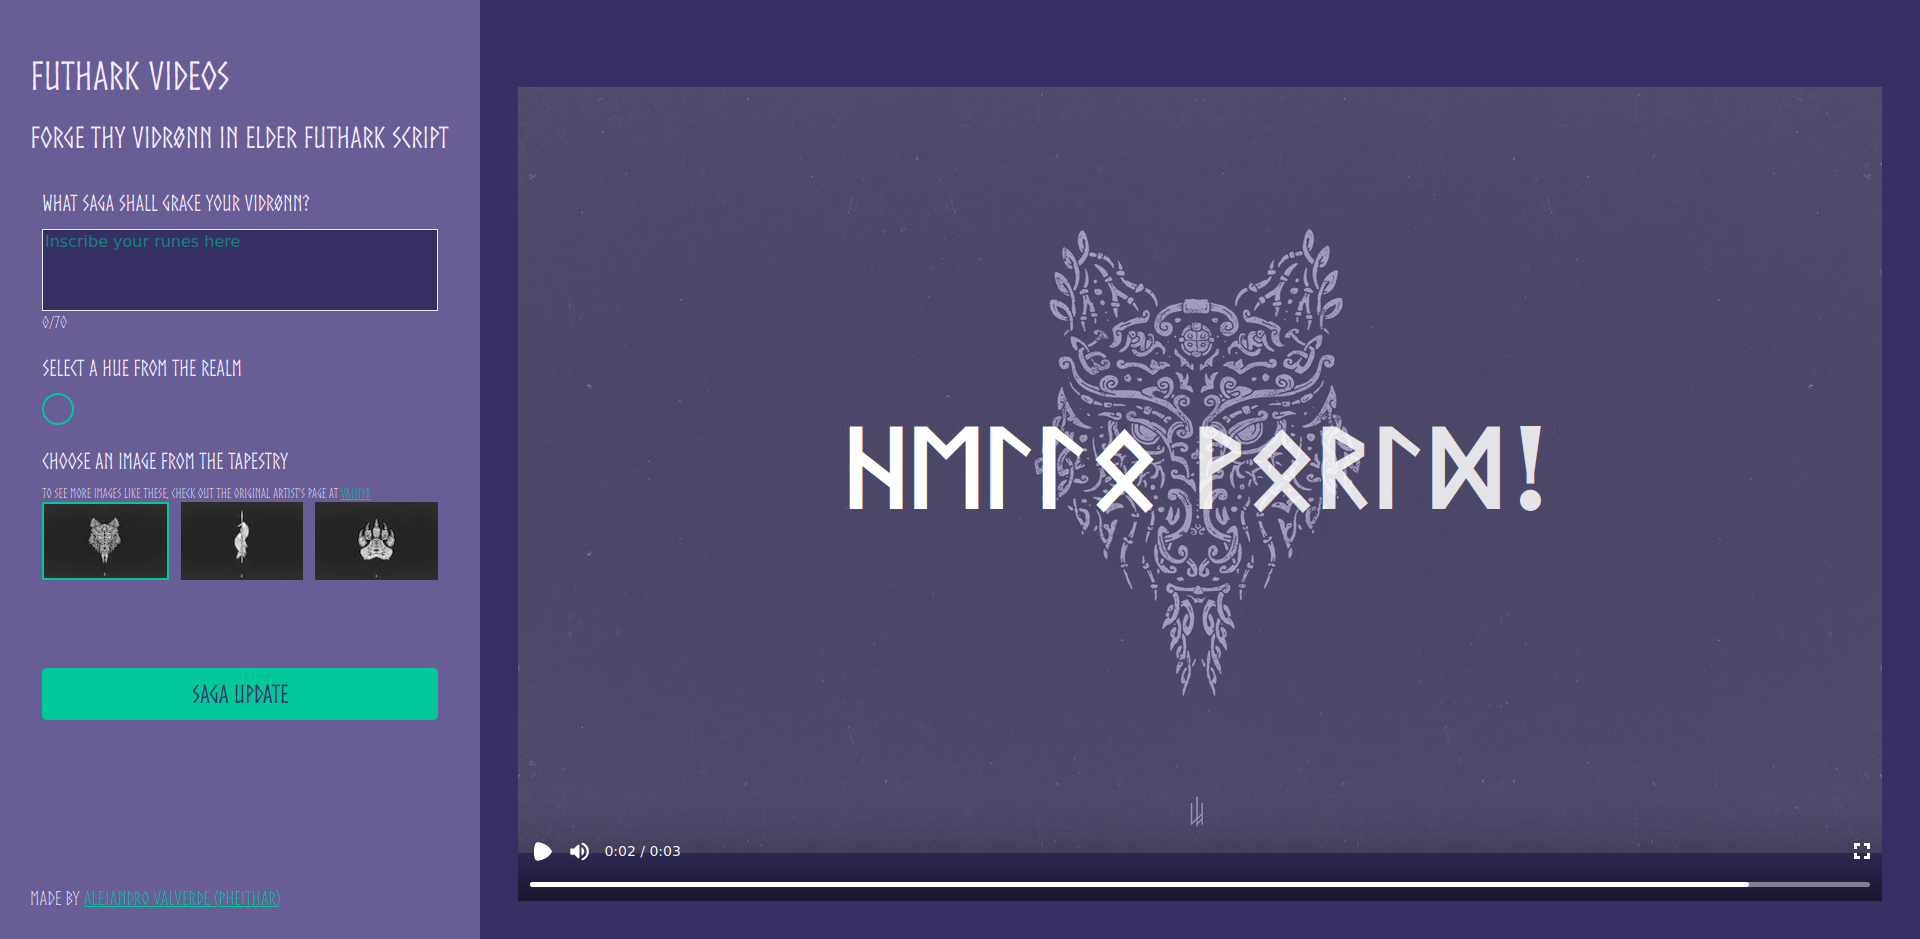 FUTHARK VIDEOS
FORGE THY VIDRØNN IN ELDER FUTHARK SCRIPT
WHAT SAGA SHALL GRACE YOUR VIDRØNN?
Inscribe your runes here
0/70
SELECT A HUE FROM THE REALM
CHOOSE AN IMAGE FROM THE TAPESTRY
TO SEE MORE IMAGES LIKE THESE, CHECK OUT THE ORIGINAL ARTIST'S PAGE AT VALHYR
SAGA UPDATE
MADE BY ALEJANDRO VALVERDE (PHEITHAR)
ᚺᛖᛚᛚᛟ ᚹᛟᚱᛚᛞ!
0:02 / 0:03